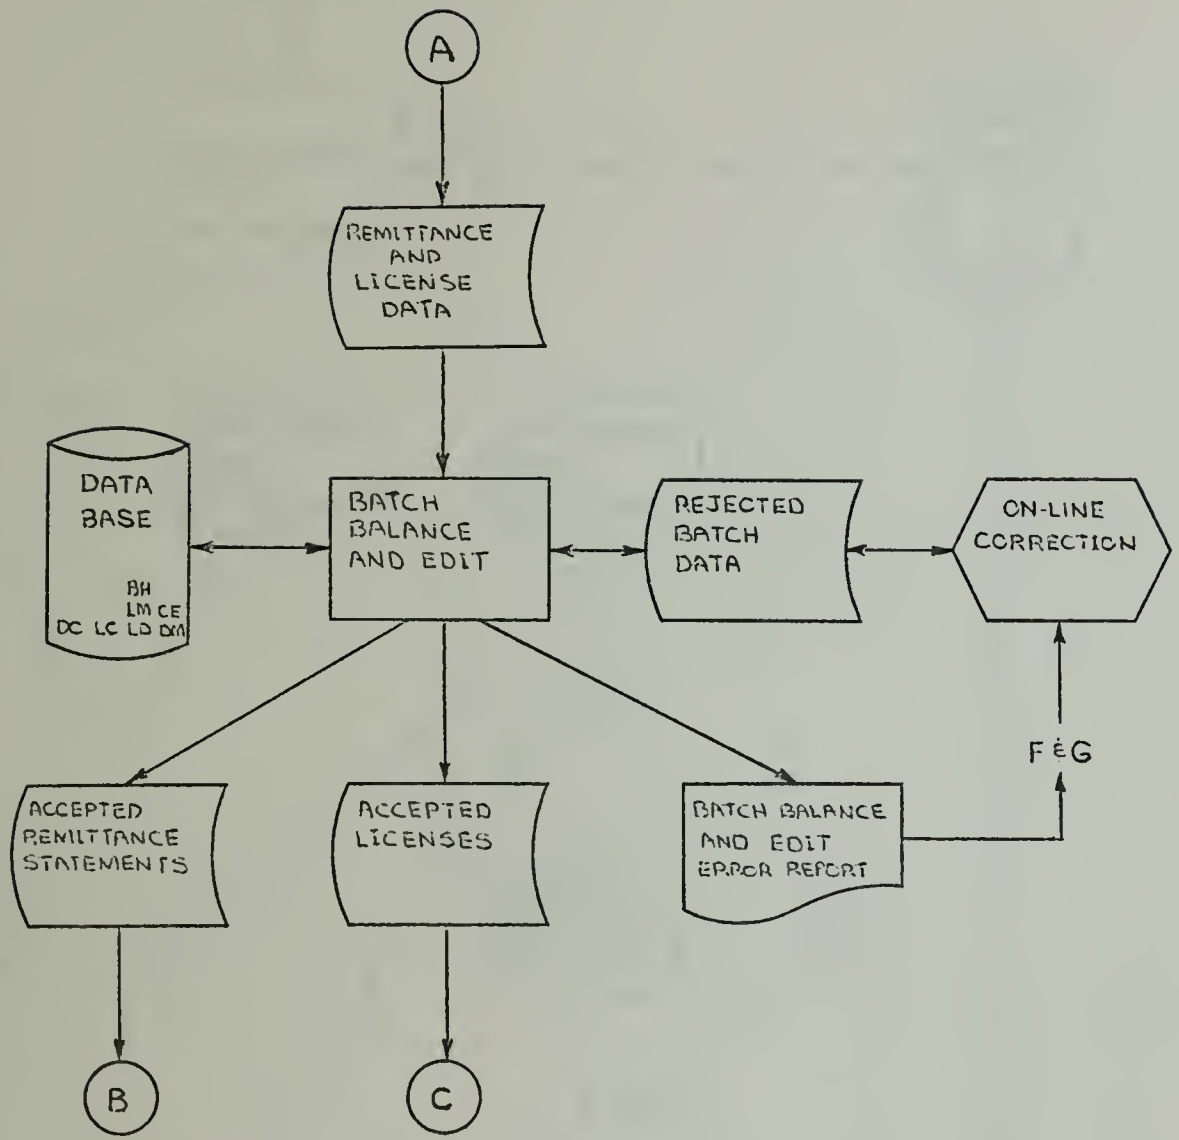 A
REMITTANCE
AND
LICENSE
DATA
DATA
BASE
BH
LM CE
DC LC LD DM
BATCH
BALANCE
AND EDIT
REJECTED
BATCH
DATA
ON-LINE
CORRECTION
F & G
ACCEPTED
REMITTANCE
STATEMENTS
ACCEPTED
LICENSES
BATCH BALANCE
AND EDIT
ERROR REPORT
B
C